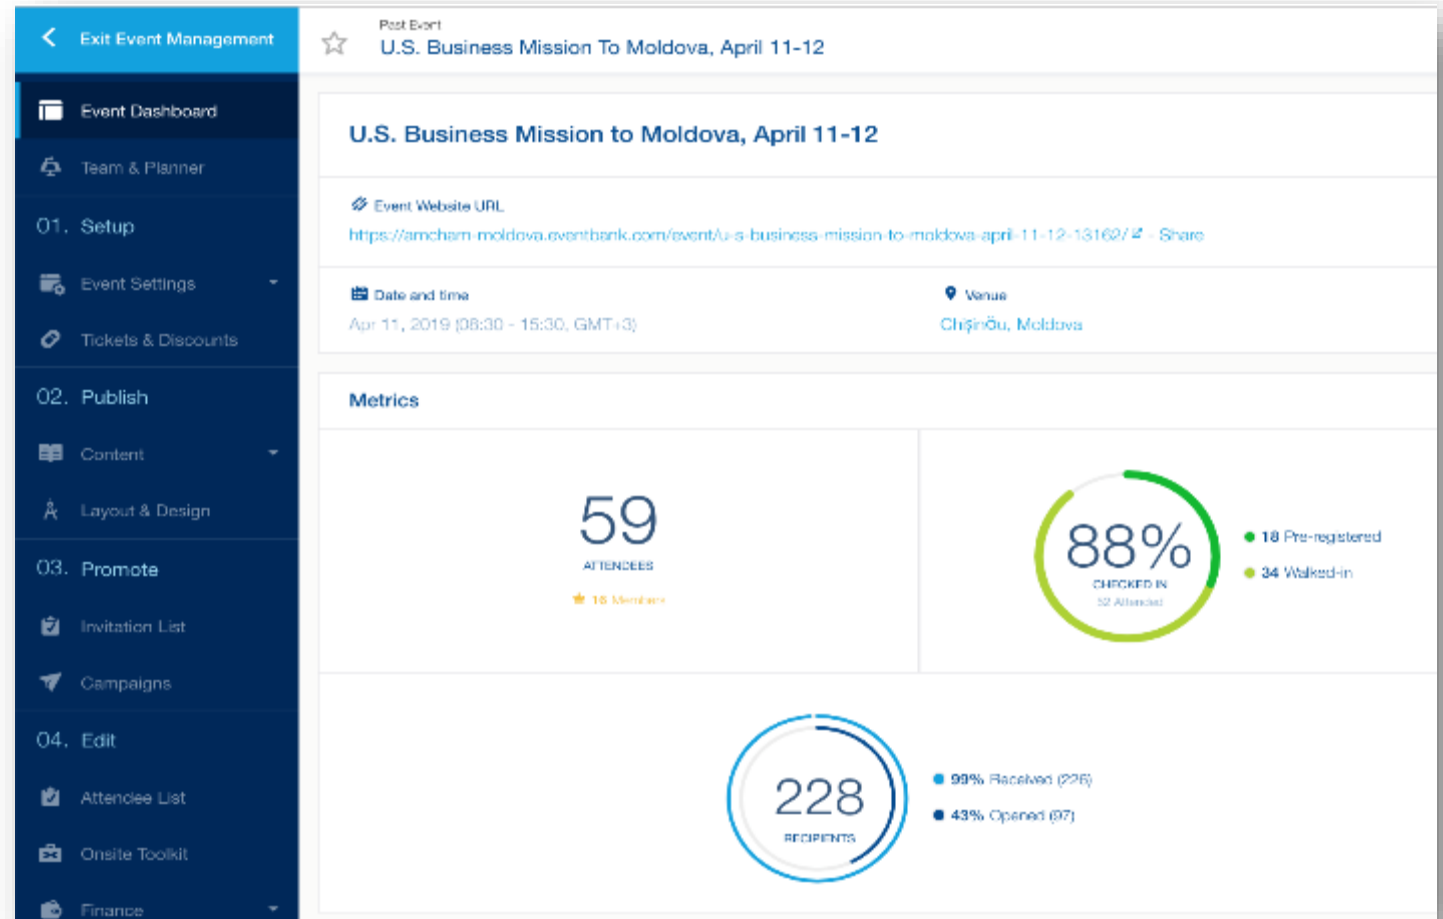 Exit Event Management
Past Event
U.S. Business Mission To Moldova, April 11-12
Event Dashboard
Team & Planner
01. Setup
Event Settings
Tickets & Discounts
02. Publish
Content
Layout & Design
03. Promote
Invitation List
Campaigns
04. Edit
Attendee List
Onsite Toolkit
Finance
U.S. Business Mission to Moldova, April 11-12
Event Website URL
https://amcham-moldova.eventbank.com/event/u-s-business-mission-to-moldova-april-11-12-13162/ - Share
Date and time
Apr 11, 2019 (08:30 - 15:30, GMT+3)
Venue
Chișinău, Moldova
Metrics
59
ATTENDEES
16 Members
88%
CHECKED IN
52 Attended
18 Pre-registered
34 Walked-in
228
RECIPIENTS
99% Received (226)
43% Opened (97)